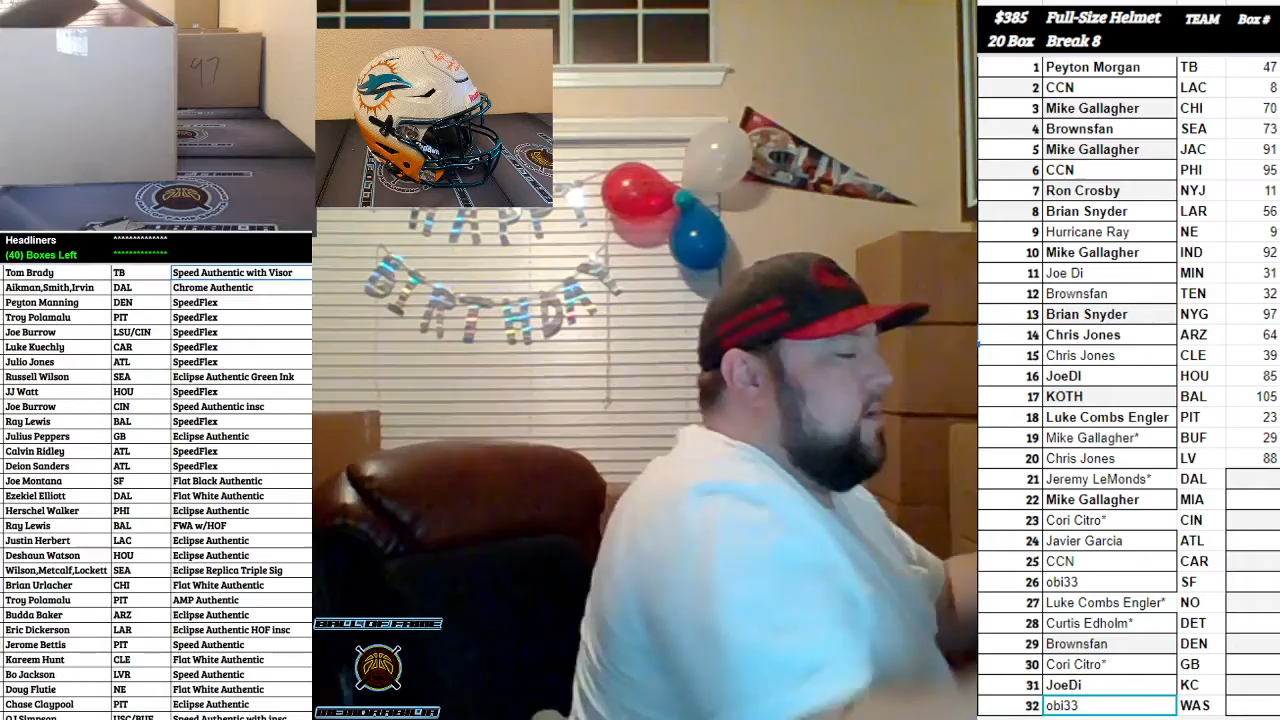 97
HAPPY
BIRTHDAY
Headliners **************
(40) Boxes Left **************
Tom Brady TB Speed Authentic with Visor
Aikman,Smith,Irvin DAL Chrome Authentic
Peyton Manning DEN SpeedFlex
Troy Polamalu PIT SpeedFlex
Joe Burrow LSU/CIN SpeedFlex
Luke Kuechly CAR SpeedFlex
Julio Jones ATL SpeedFlex
Russell Wilson SEA Eclipse Authentic Green Ink
JJ Watt HOU SpeedFlex
Joe Burrow CIN Speed Authentic insc
Ray Lewis BAL SpeedFlex
Julius Peppers GB Eclipse Authentic
Calvin Ridley ATL SpeedFlex
Deion Sanders ATL SpeedFlex
Joe Montana SF Flat Black Authentic
Ezekiel Elliott DAL Flat White Authentic
Herschel Walker PHI Eclipse Authentic
Ray Lewis BAL FWA w/HOF
Justin Herbert LAC Eclipse Authentic
Deshaun Watson HOU Eclipse Authentic
Wilson,Metcalf,Lockett SEA Eclipse Replica Triple Sig
Brian Urlacher CHI Flat White Authentic
Troy Polamalu PIT AMP Authentic
Budda Baker ARZ Eclipse Authentic
Eric Dickerson LAR Eclipse Authentic HOF insc
Jerome Bettis PIT Speed Authentic
Kareem Hunt CLE Flat White Authentic
Bo Jackson LVR Speed Authentic
Doug Flutie NE Flat White Authentic
Chase Claypool PIT Eclipse Authentic
OJ Simpson USC/BUF Speed Authentic with insc
BALL OF FAME
MEMORABILIA
$385 Full-Size Helmet TEAM Box #
20 Box Break 8
1 Peyton Morgan TB 47
2 CCN LAC 8
3 Mike Gallagher CHI 70
4 Brownsfan SEA 73
5 Mike Gallagher JAC 91
6 CCN PHI 95
7 Ron Crosby NYJ 11
8 Brian Snyder LAR 56
9 Hurricane Ray NE 9
10 Mike Gallagher IND 92
11 Joe Di MIN 31
12 Brownsfan TEN 32
13 Brian Snyder NYG 97
14 Chris Jones ARZ 64
15 Chris Jones CLE 39
16 JoeDI HOU 85
17 KOTH BAL 105
18 Luke Combs Engler PIT 23
19 Mike Gallagher* BUF 29
20 Chris Jones LV 88
21 Jeremy LeMonds* DAL
22 Mike Gallagher MIA
23 Cori Citro* CIN
24 Javier Garcia ATL
25 CCN CAR
26 obi33 SF
27 Luke Combs Engler* NO
28 Curtis Edholm* DET
29 Brownsfan DEN
30 Cori Citro* GB
31 JoeDi KC
32 obi33 WAS